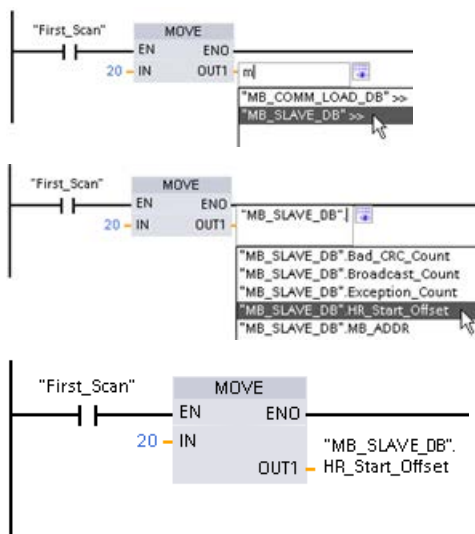 "First_Scan"
MOVE
EN ENO
20 IN OUT1 m
"MB_COMM_LOAD_DB" >>
"MB_SLAVE_DB" >>
"First_Scan"
MOVE
EN ENO
20 IN OUT1 "MB_SLAVE_DB".
"MB_SLAVE_DB".Bad_CRC_Count
"MB_SLAVE_DB".Broadcast_Count
"MB_SLAVE_DB".Exception_Count
"MB_SLAVE_DB".HR_Start_Offset
"MB_SLAVE_DB".MB_ADDR
"First_Scan"
MOVE
EN ENO
20 IN
"MB_SLAVE_DB".
OUT1 HR_Start_Offset